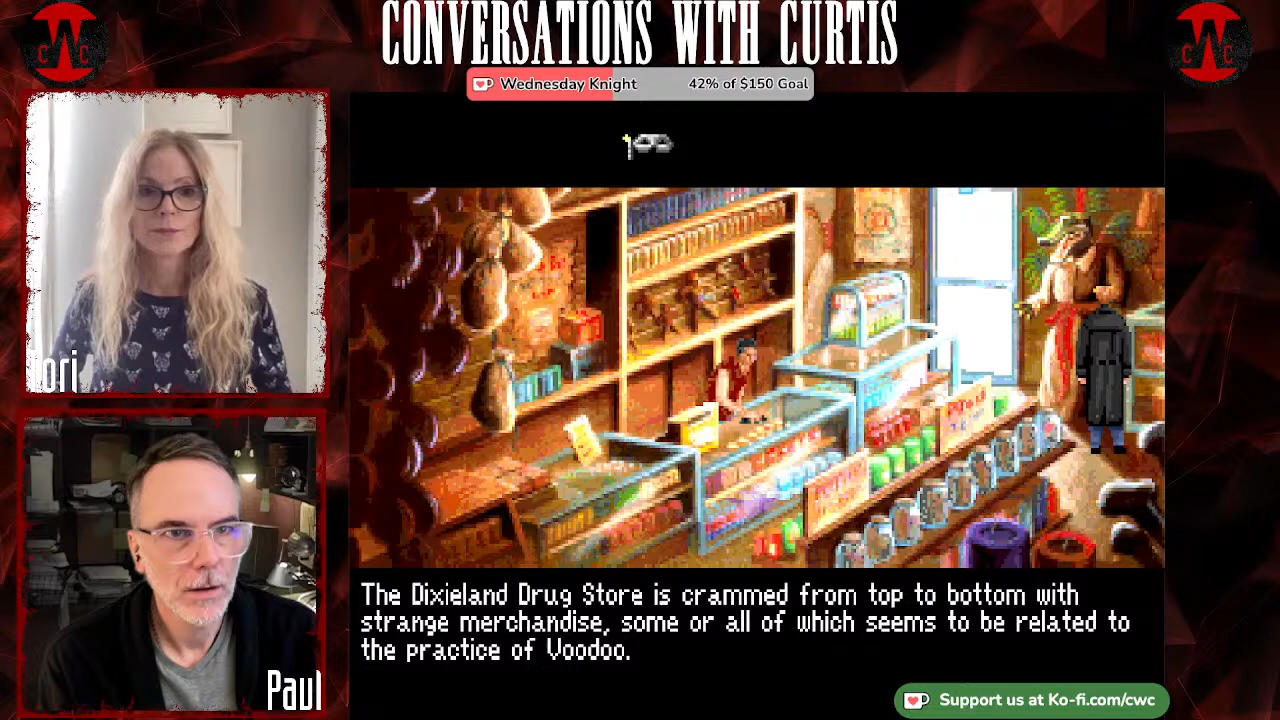 CONVERSATIONS WITH CURTIS
CWC
CWC
Wednesday Knight 42% of $150 Goal
Paul
The Dixieland Drug Store is crammed from top to bottom with
strange merchandise, some or all of which seems to be related to
the practice of Voodoo.
Support us at Ko-fi.com/cwc